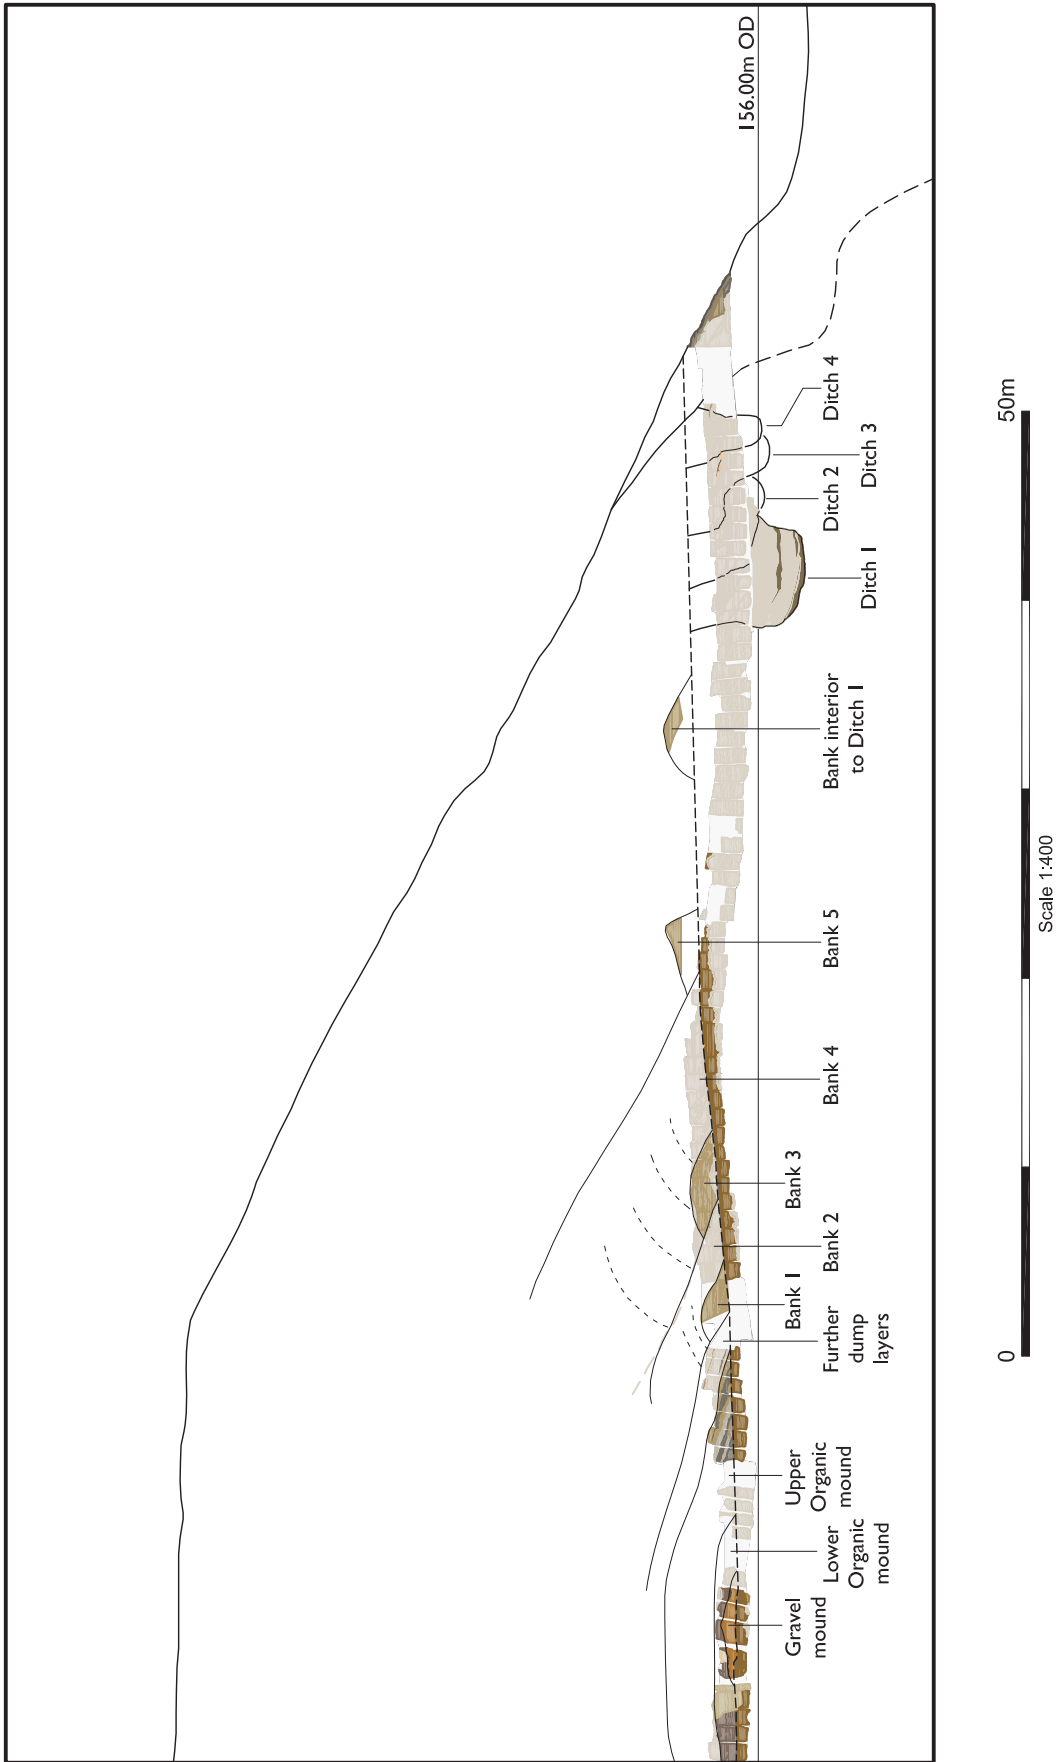 156.00m OD
Gravel
mound
Lower
Organic
mound
Upper
Organic
mound
Further
dump
layers
Bank 1
Bank 2
Bank 3
Bank 4
Bank 5
Bank interior
to Ditch 1
Ditch 1
Ditch 2
Ditch 3
Ditch 4
0
50m
Scale 1:400